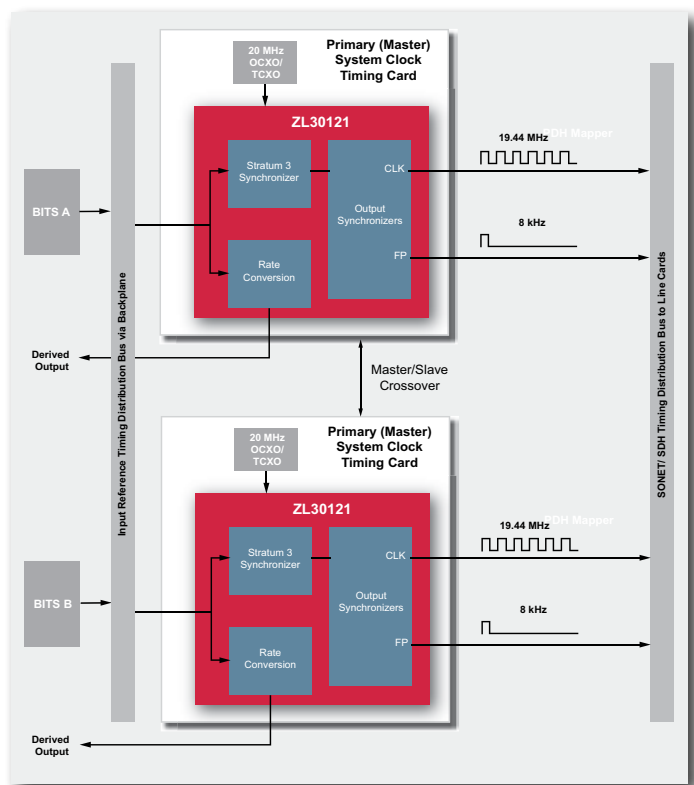 Primary (Master)
System Clock
Timing Card
20 MHz
OCXO/
TCXO
ZL30121
Stratum 3
Synchronizer
Output
Synchronizers
CLK
FP
Rate
Conversion
BITS A
Input Reference Timing Distribution Bus via Backplane
Derived
Output
SDH Mapper
19.44 MHz
8 kHz
SONET/ SDH Timing Distribution Bus to Line Cards
Master/Slave
Crossover
Primary (Master)
System Clock
Timing Card
20 MHz
OCXO/
TCXO
ZL30121
Stratum 3
Synchronizer
Output
Synchronizers
CLK
FP
Rate
Conversion
BITS B
Derived
Output
SDH Mapper
19.44 MHz
8 kHz